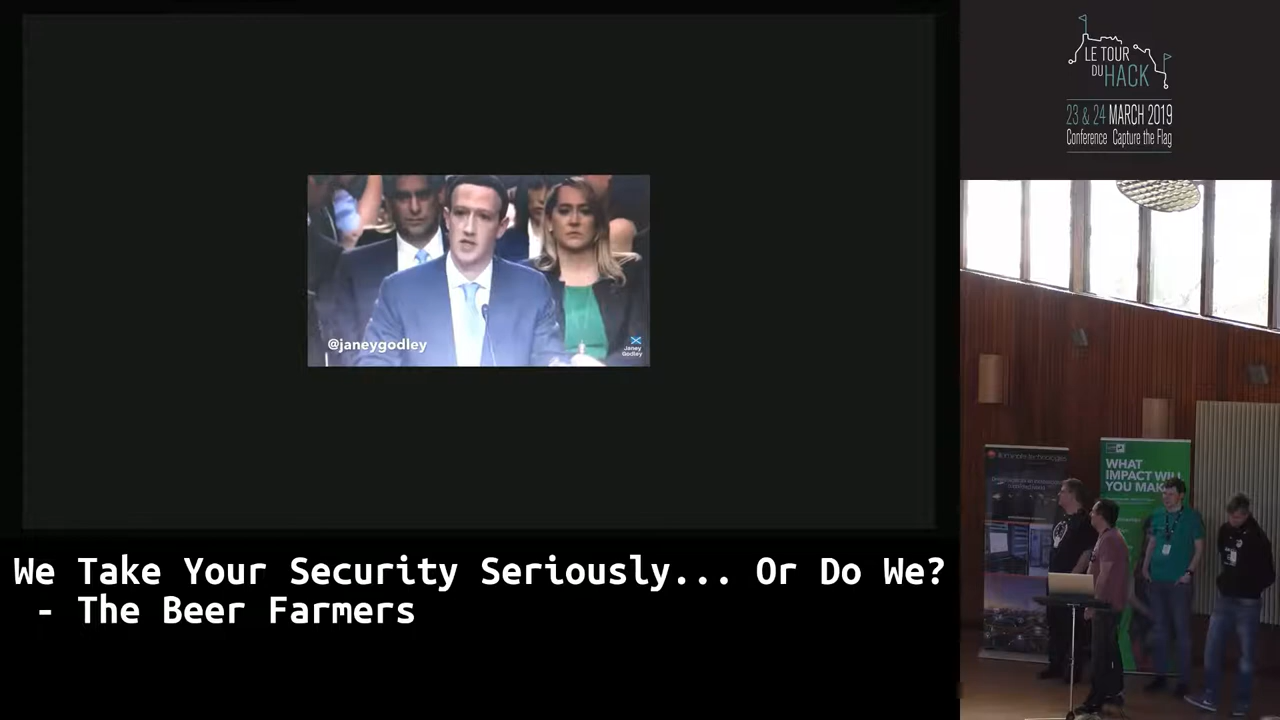 @janeygodley
Janey
Godley
We Take Your Security Seriously... Or Do We?
- The Beer Farmers
LE TOUR
DU HACK
23 & 24 MARCH 2019
Conference Capture the Flag
WHAT
IMPACT WILL
YOU MAK